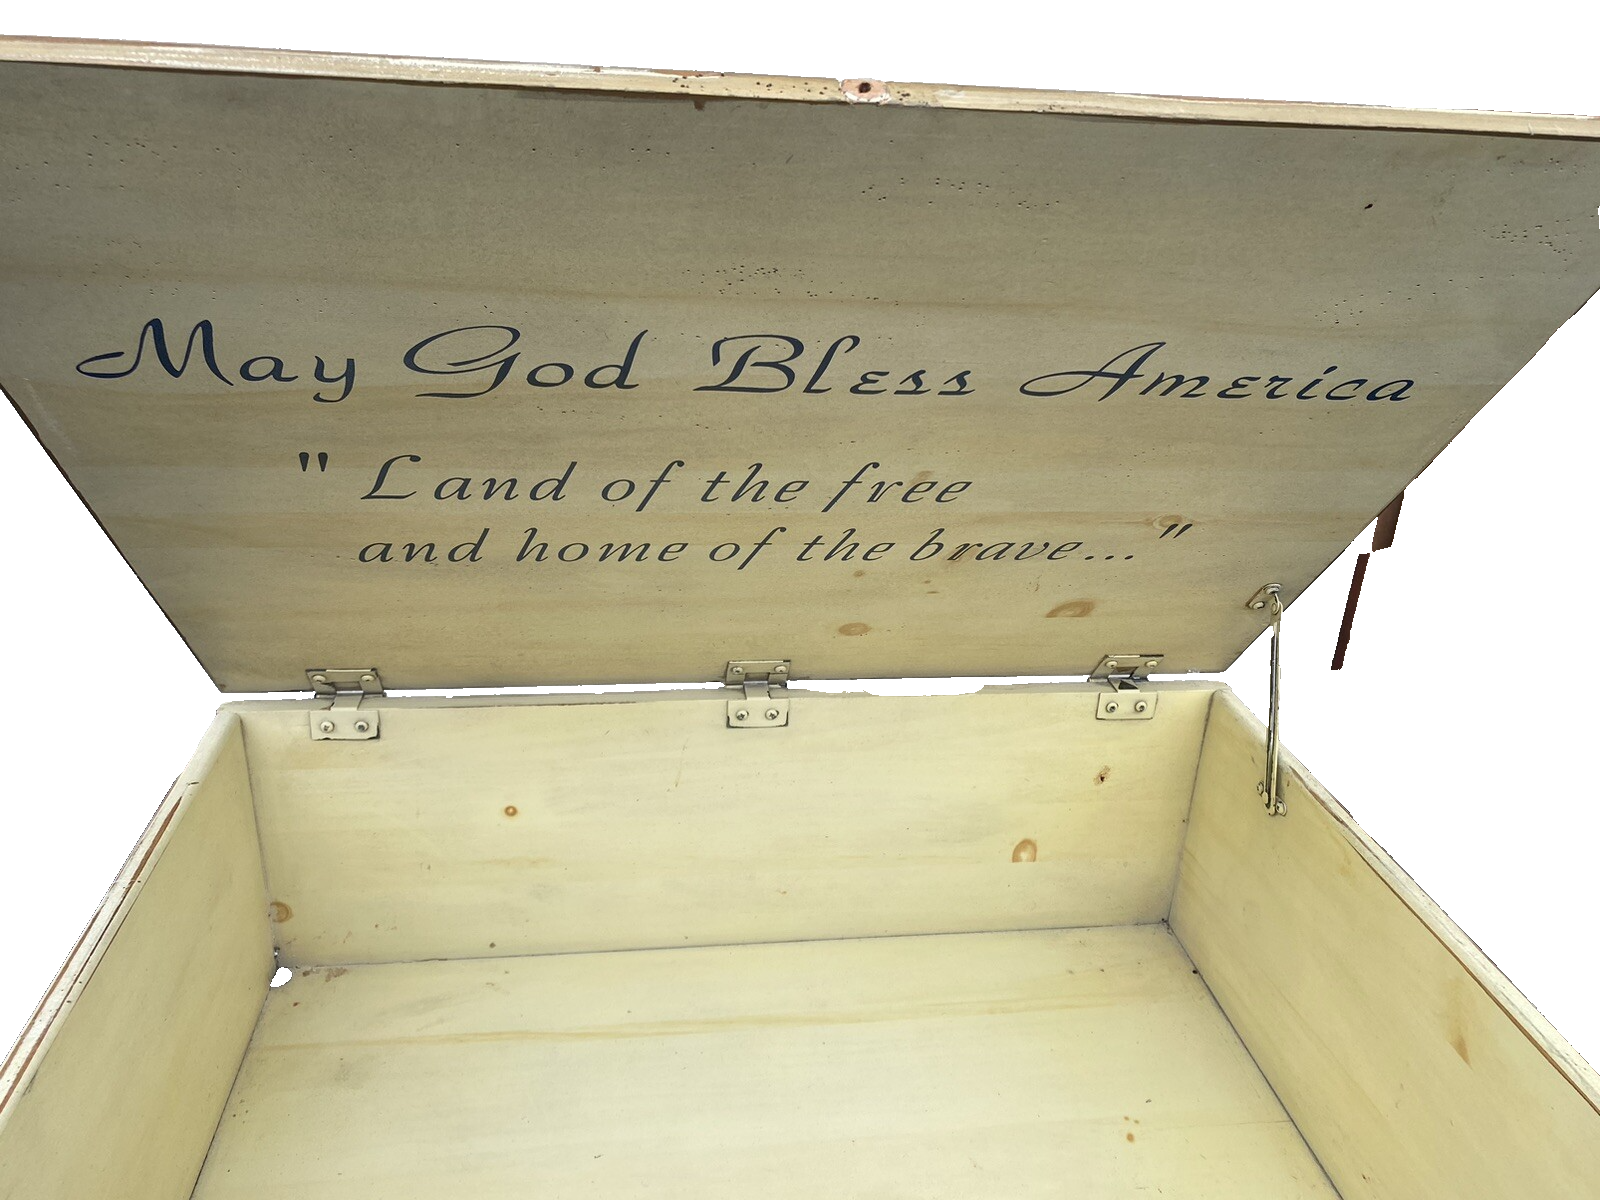 May God Bless America
" Land of the free
and home of the brave..."